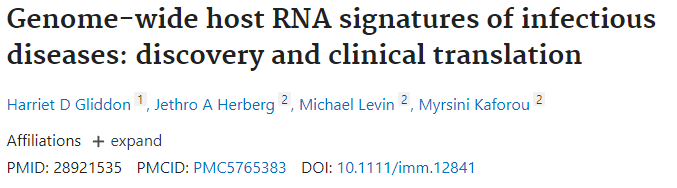 Genome-wide host RNA signatures of infectious
diseases: discovery and clinical translation
Harriet D Gliddon 1, Jethro A Herberg 2, Michael Levin 2, Myrsini Kaforou 2
Affiliations + expand
PMID: 28921535 PMCID: PMC5765383 DOI: 10.1111/imm.12841